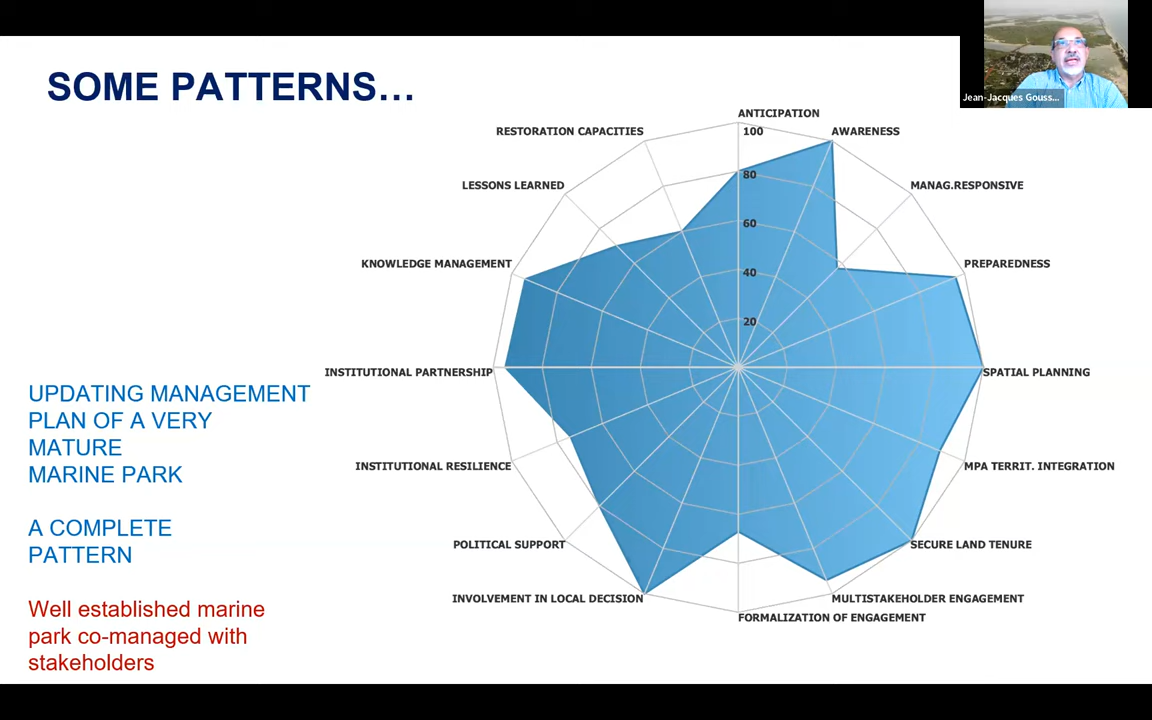 SOME PATTERNS…
Jean-Jacques Gouss...
ANTICIPATION
100
RESTORATION CAPACITIES
AWARENESS
80
LESSONS LEARNED
MANAG.RESPONSIVE
60
KNOWLEDGE MANAGEMENT
PREPAREDNESS
40
20
INSTITUTIONAL PARTNERSHIP
SPATIAL PLANNING
INSTITUTIONAL RESILIENCE
MPA TERRIT. INTEGRATION
POLITICAL SUPPORT
SECURE LAND TENURE
INVOLVEMENT IN LOCAL DECISION
MULTISTAKEHOLDER ENGAGEMENT
FORMALIZATION OF ENGAGEMENT
UPDATING MANAGEMENT
PLAN OF A VERY
MATURE
MARINE PARK
A COMPLETE
PATTERN
Well established marine
park co-managed with
stakeholders